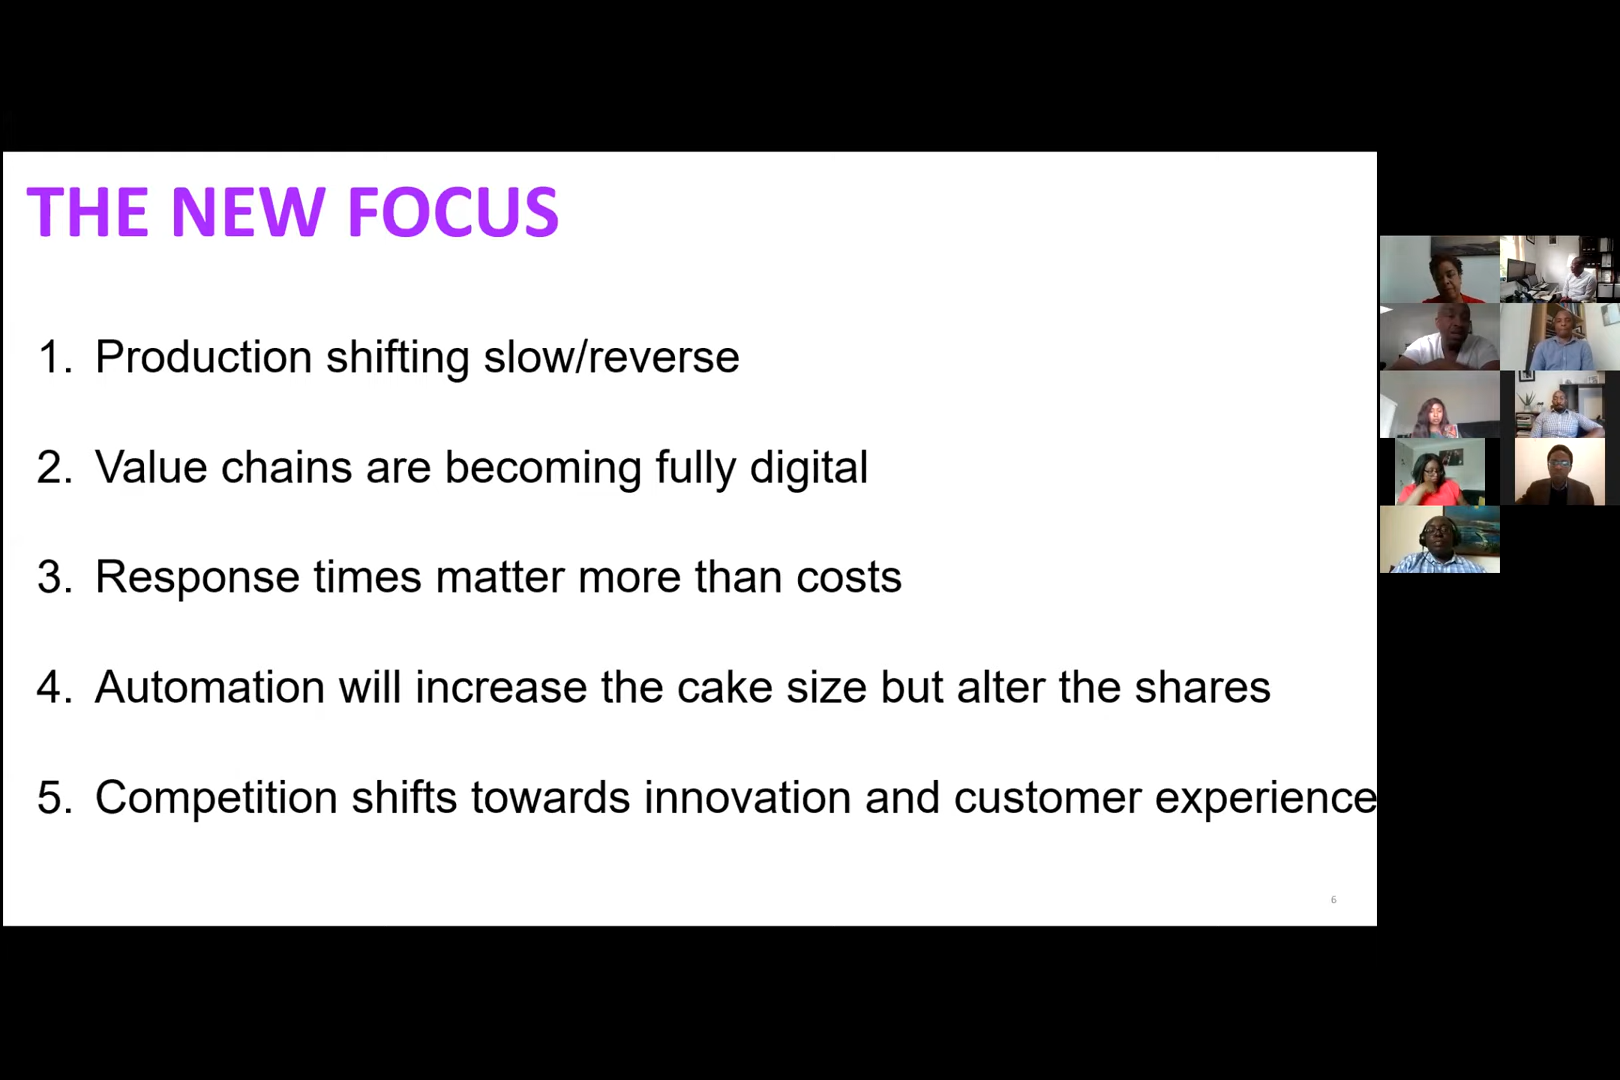 THE NEW FOCUS
1. Production shifting slow/reverse
2. Value chains are becoming fully digital
3. Response times matter more than costs
4. Automation will increase the cake size but alter the shares
5. Competition shifts towards innovation and customer experience
6